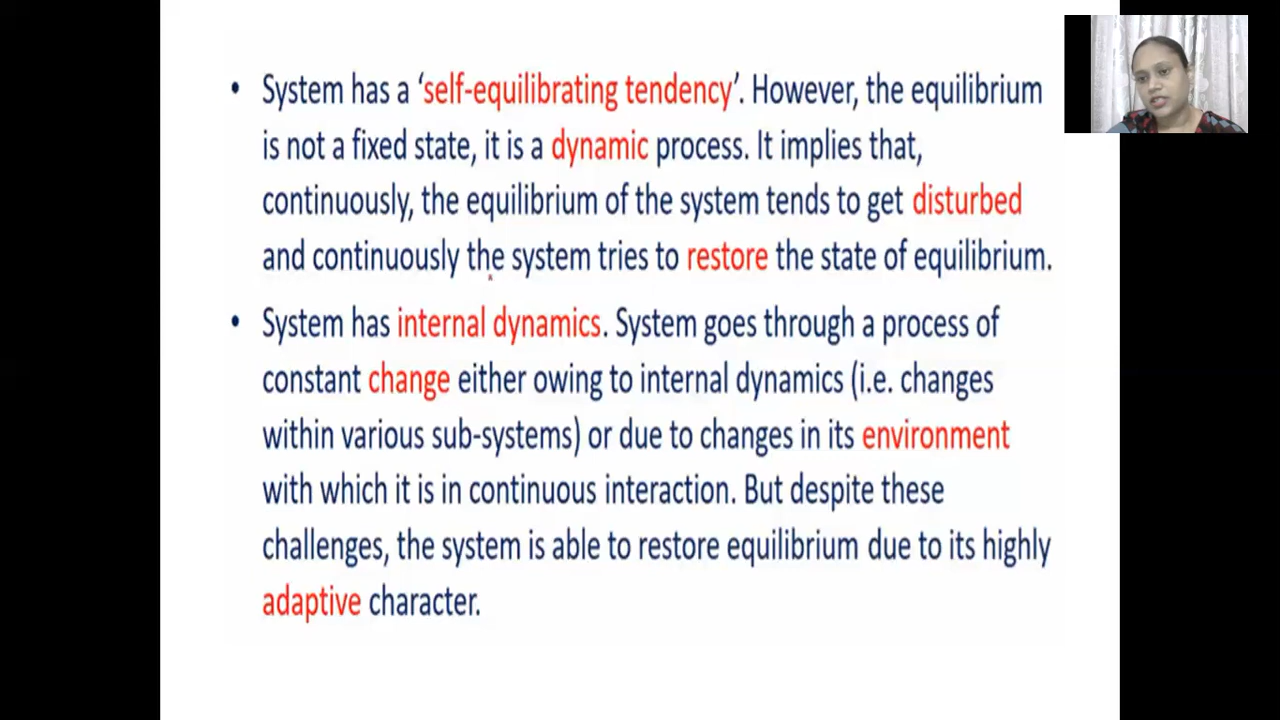 • System has a ‘self-equilibrating tendency’. However, the equilibrium
is not a fixed state, it is a dynamic process. It implies that,
continuously, the equilibrium of the system tends to get disturbed
and continuously the system tries to restore the state of equilibrium.
• System has internal dynamics. System goes through a process of
constant change either owing to internal dynamics (i.e. changes
within various sub-systems) or due to changes in its environment
with which it is in continuous interaction. But despite these
challenges, the system is able to restore equilibrium due to its highly
adaptive character.